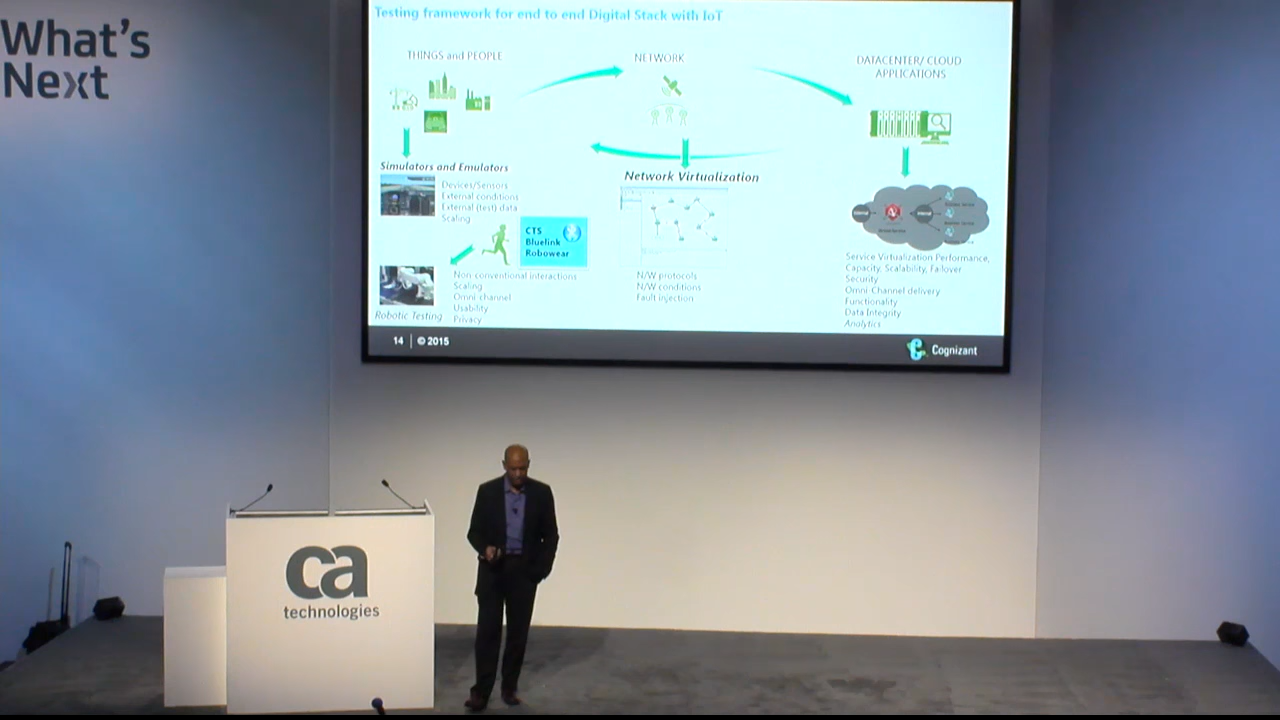 What's
Next
Testing framework for end to end Digital Stack with IoT
THINGS and PEOPLE
NETWORK
DATACENTER/ CLOUD
APPLICATIONS
Simulators and Emulators
Devices/Sensors
External conditions
External (test) data
Scaling
CTS
Bluelink
Robowear
Non-conventional interactions
Scaling
Omni channel
Usability
Privacy
Robotic Testing
Network Virtualization
N/W protocols
N/W conditions
Fault injection
Service Virtualization Performance,
Capacity, Scalability, Failover
Security
Omni-Channel delivery
Functionality
Data Integrity
Analytics
14 | © 2015
Cognizant
ca
technologies